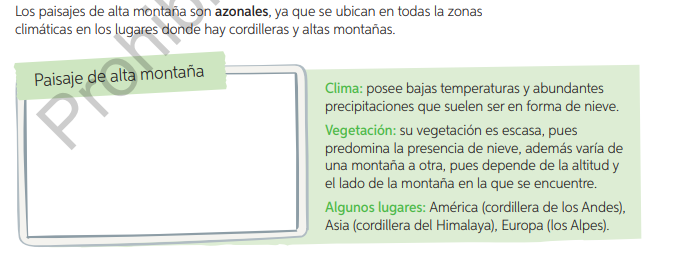 Los paisajes de alta montaña son azonales, ya que se ubican en todas la zonas
climáticas en los lugares donde hay cordilleras y altas montañas.
Paisaje de alta montaña
Clima: posee bajas temperaturas y abundantes
precipitaciones que suelen ser en forma de nieve.
Vegetación: su vegetación es escasa, pues
predomina la presencia de nieve, además varía de
una montaña a otra, pues depende de la altitud y
el lado de la montaña en la que se encuentre.
Algunos lugares: América (cordillera de los Andes),
Asia (cordillera del Himalaya), Europa (los Alpes).